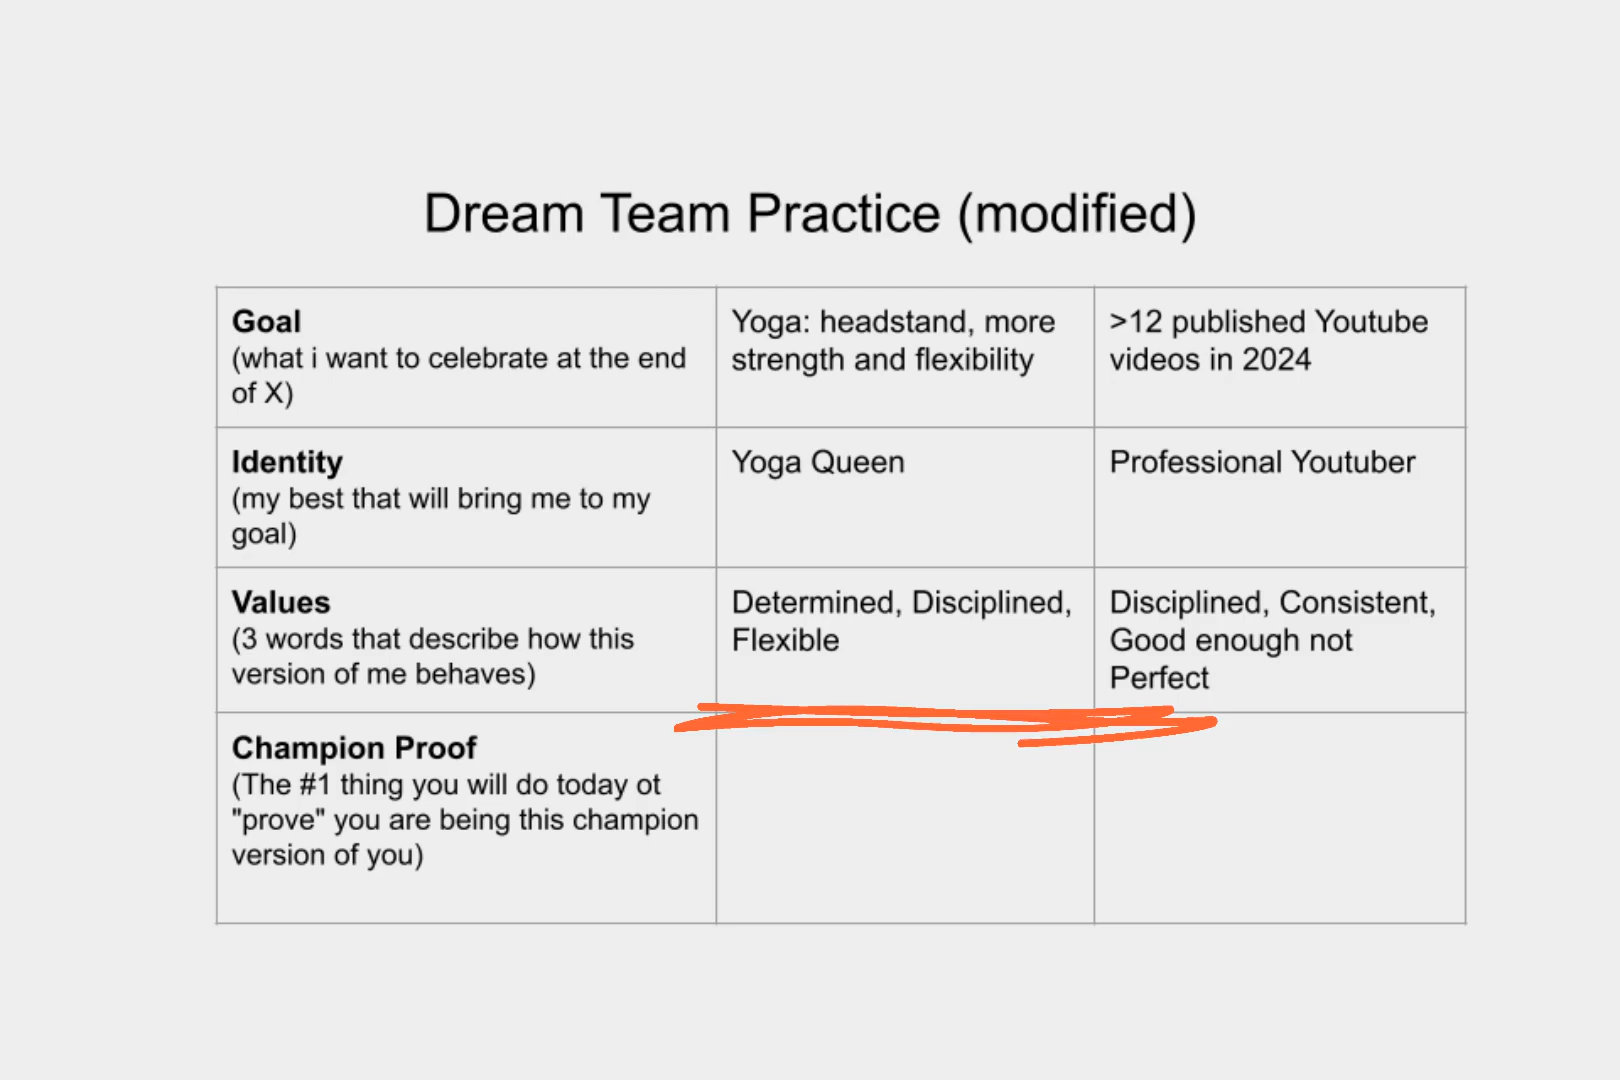 Dream Team Practice (modified)
Goal
(what i want to celebrate at the end
of X)
Yoga: headstand, more
strength and flexibility
>12 published Youtube
videos in 2024
Identity
(my best that will bring me to my
goal)
Yoga Queen
Professional Youtuber
Values
(3 words that describe how this
version of me behaves)
Determined, Disciplined,
Flexible
Disciplined, Consistent,
Good enough not
Perfect
Champion Proof
(The #1 thing you will do today ot
"prove" you are being this champion
version of you)